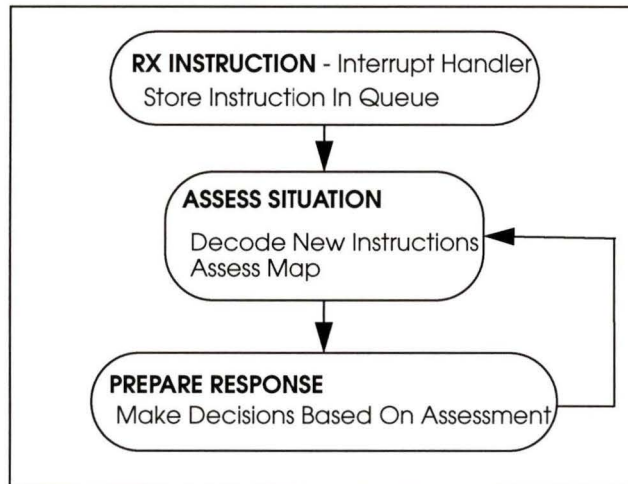 RX INSTRUCTION - Interrupt Handler
Store Instruction In Queue
ASSESS SITUATION
Decode New Instructions
Assess Map
PREPARE RESPONSE
Make Decisions Based On Assessment